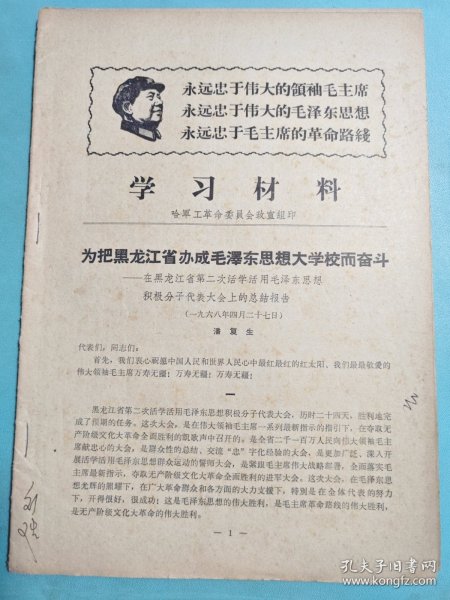 永远忠于伟大的領袖毛主席
永远忠于伟大的毛泽东思想
永远忠于毛主席的革命路綫
学习材料
哈軍工革命委員会政宣組印
为把黑龙江省办成毛澤东思想大学校而奋斗
——在黑龙江省第二次活学活用毛泽东思想
积极分子代表大会上的总结报告
（一九六八年四月二十七日）
潘复生
代表们，同志们：
首先，我们衷心祝愿中国人民和世界人民心中最紅最紅的紅太阳、我们最最敬爱的
伟大領袖毛主席万寿无疆！万寿无疆！万寿无疆！
一
黑龙江省第二次活学活用毛泽东思想积极分子代表大会，历时二十四天，胜利地完
成了预期的任务。这次大会，是在伟大領袖毛主席一系列最新指示的指引下，在夺取无
产阶级文化大革命全面胜利的凱歌声中召开的。是全省二千一百万人民向伟大領袖毛主
席献忠心的大会，是群众性的总结、交流“忠”字化经验的大会，是更加广泛、深入开
展活学活用毛泽东思想群众运动的誓师大会，是紧跟毛主席伟大战略部署，全面落实毛
主席最新指示，夺取无产阶级文化大革命全面胜利的进軍大会。这次大会，在毛泽东思
想光辉的照耀下，在广大革命群众和各方面的大力支援下，特别是在全体代表的努力
下，开得很好，很成功；这是毛泽东思想的伟大胜利，是毛主席革命路綫的伟大胜利，
是无产阶级文化大革命的伟大胜利。
— 1 —
孔夫子旧书网